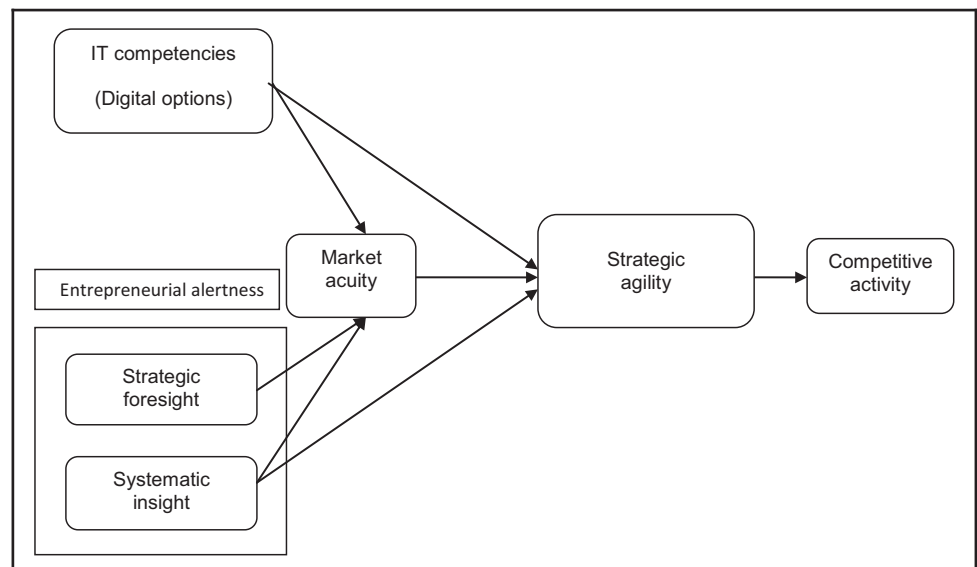 IT competencies
(Digital options)
Market
acuity
Strategic
agility
Competitive
activity
Entrepreneurial alertness
Strategic
foresight
Systematic
insight